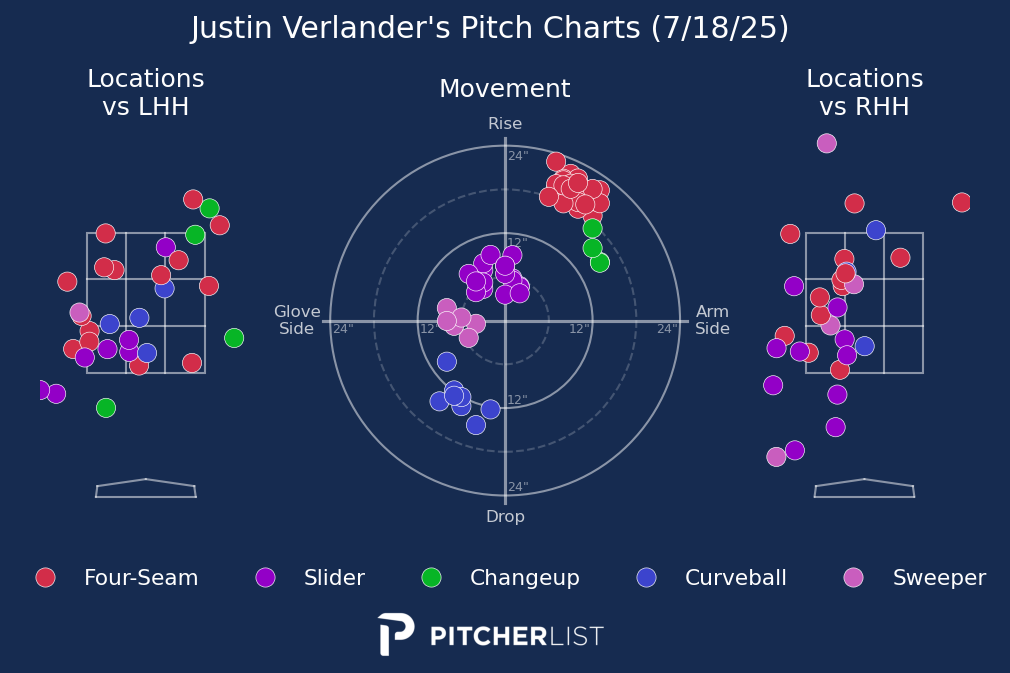 Justin Verlander's Pitch Charts (7/18/25)
Locations
vs LHH
Movement
Locations
vs RHH
Rise
24"
12"
Glove
Side
24"
12"
12"
24"
Arm
Side
12"
24"
Drop
Four-Seam
Slider
Changeup
Curveball
Sweeper
PITCHERLIST